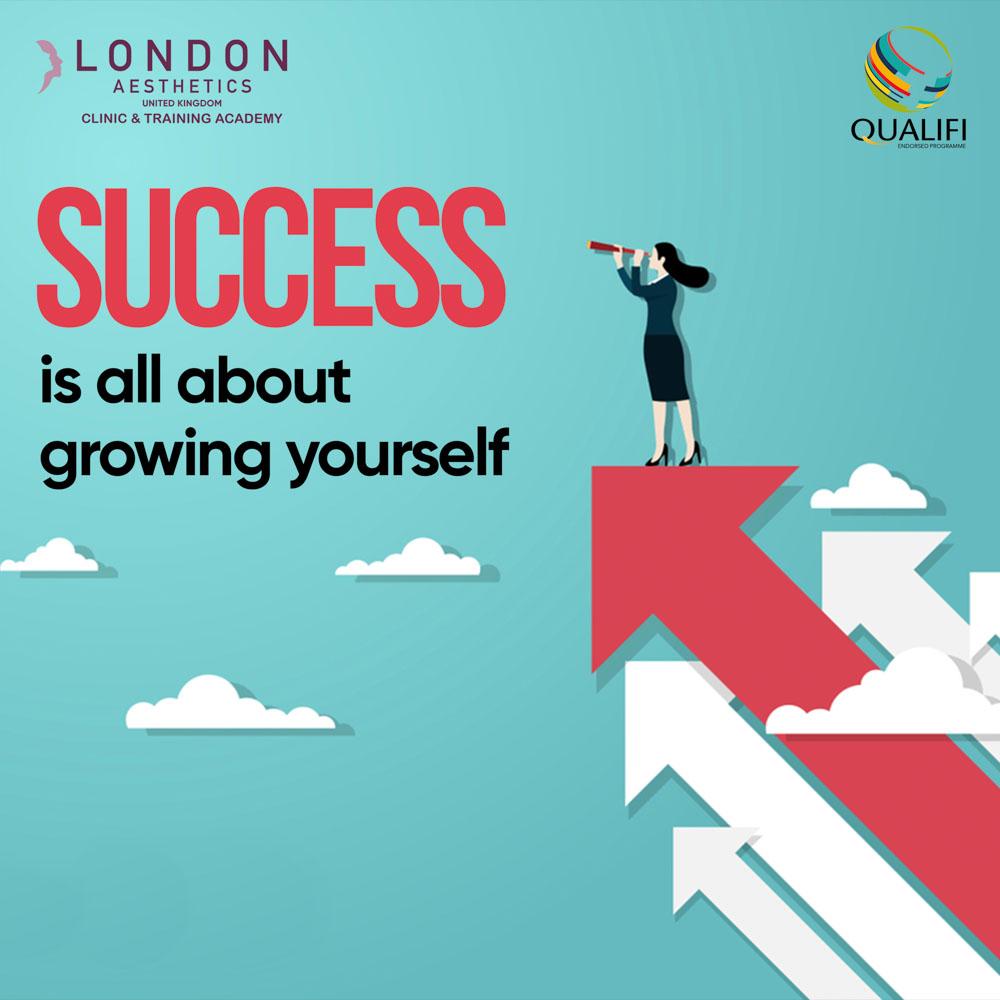 LONDON
AESTHETICS
UNITED KINGDOM
CLINIC & TRAINING ACADEMY
QUALIFI
ENDORSED PROGRAMME
SUCCESS
is all about
growing yourself